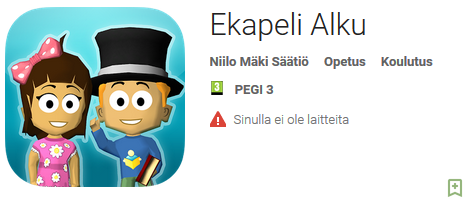 Ekapeli Alku
Niilo Mäki Säätiö Opetus Koulutus
3 PEGI 3
Sinulla ei ole laitteita